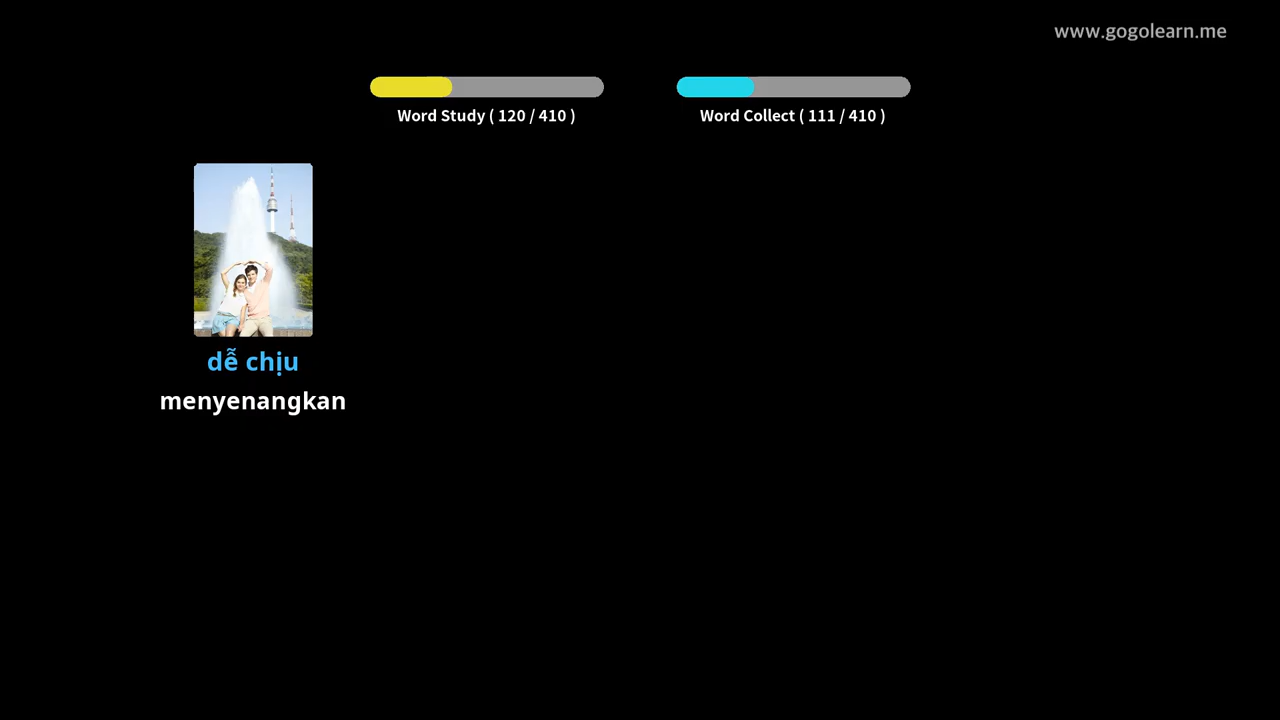 www.gogolearn.me
Word Study ( 120 / 410 )
Word Collect ( 111 / 410 )
dễ chịu
menyenangkan